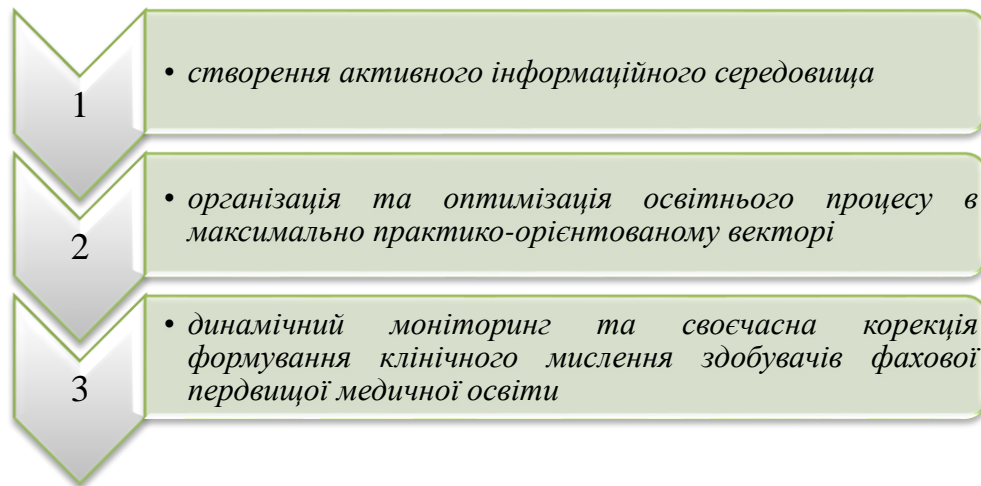 1
• створення активного інформаційного середовища
2
• організація та оптимізація освітнього процесу в
максимально практико-орієнтованому векторі
3
• динамічний моніторинг та своєчасна корекція
формування клінічного мислення здобувачів фахової
пердвищої медичної освіти